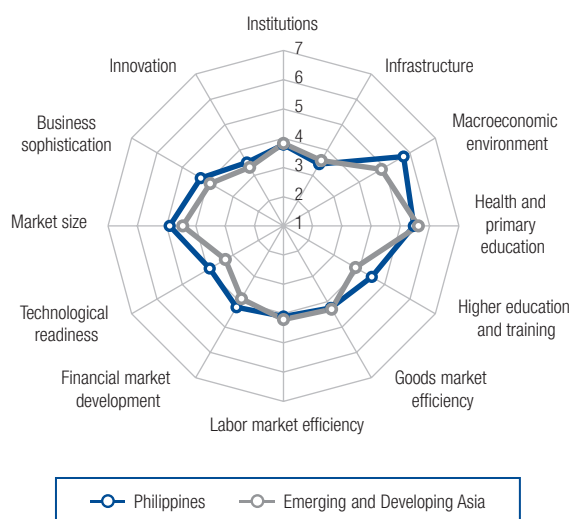 Institutions
7
6
5
4
3
2
1
Infrastructure
Macroeconomic
environment
Health and
primary
education
Higher education
and training
Goods market
efficiency
Labor market efficiency
Financial market
development
Technological
readiness
Market size
Business
sophistication
Innovation
Philippines
Emerging and Developing Asia